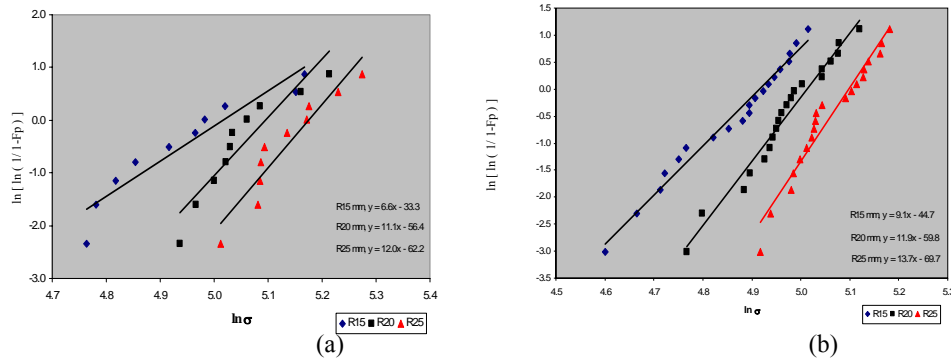 (a)
2.0
1.0
0.0
-1.0
-2.0
-3.0
ln [ ln ( 1/ 1-Fp) ]
R15 mm, y = 6.6x - 33.3
R20 mm, y = 11.1x - 56.4
R25 mm, y = 12.0x - 62.2
4.7 4.8 4.9 5.0 5.1 5.2 5.3 5.4
ln σ
R15 R20 R25
(a)
(b)
1.5
1.0
0.5
0.0
-0.5
-1.0
-1.5
-2.0
-2.5
-3.0
-3.5
ln [ ln ( 1/ 1-Fp) ]
R15 mm, y = 9.1x - 44.7
R20 mm, y = 11.9x - 59.8
R25 mm, y = 13.7x - 69.7
4.5 4.6 4.7 4.8 4.9 5.0 5.1 5.2 5.3
ln σ
R15 R20 R25
(b)